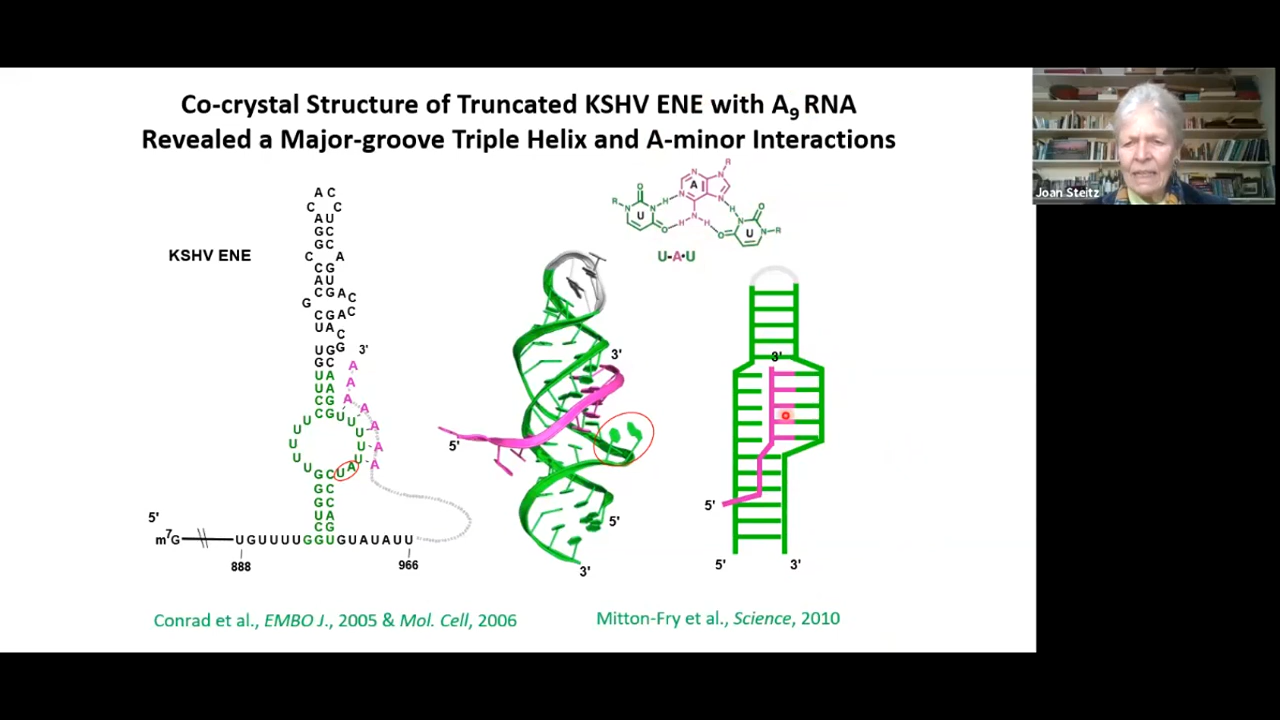 Co-crystal Structure of Truncated KSHV ENE with A₉ RNA
Revealed a Major-groove Triple Helix and A-minor Interactions
Joan Steitz
KSHV ENE
U-A•U
3'
3'
3'
5'
5'
5'
5'
m⁷G
UGUUUUGGUGUAUAUU
888
966
3'
5'
3'
Conrad et al., EMBO J., 2005 & Mol. Cell, 2006
Mitton-Fry et al., Science, 2010